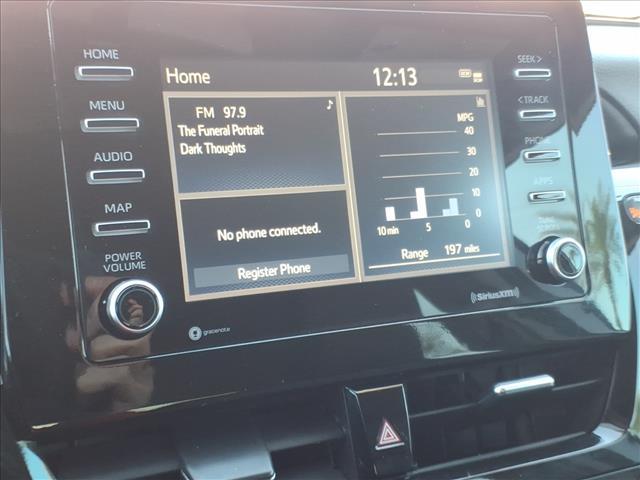 HOME
MENU
AUDIO
MAP
POWER
VOLUME
Home
12:13
FM 97.9
The Funeral Portrait
Dark Thoughts
No phone connected.
Register Phone
MPG
40
30
20
10
0
0
5
10 min
Range 197 miles
SEEK >
< TRACK
PHONE
APPS
TUNE
SCROLL
gracenote
((SiriusXM))